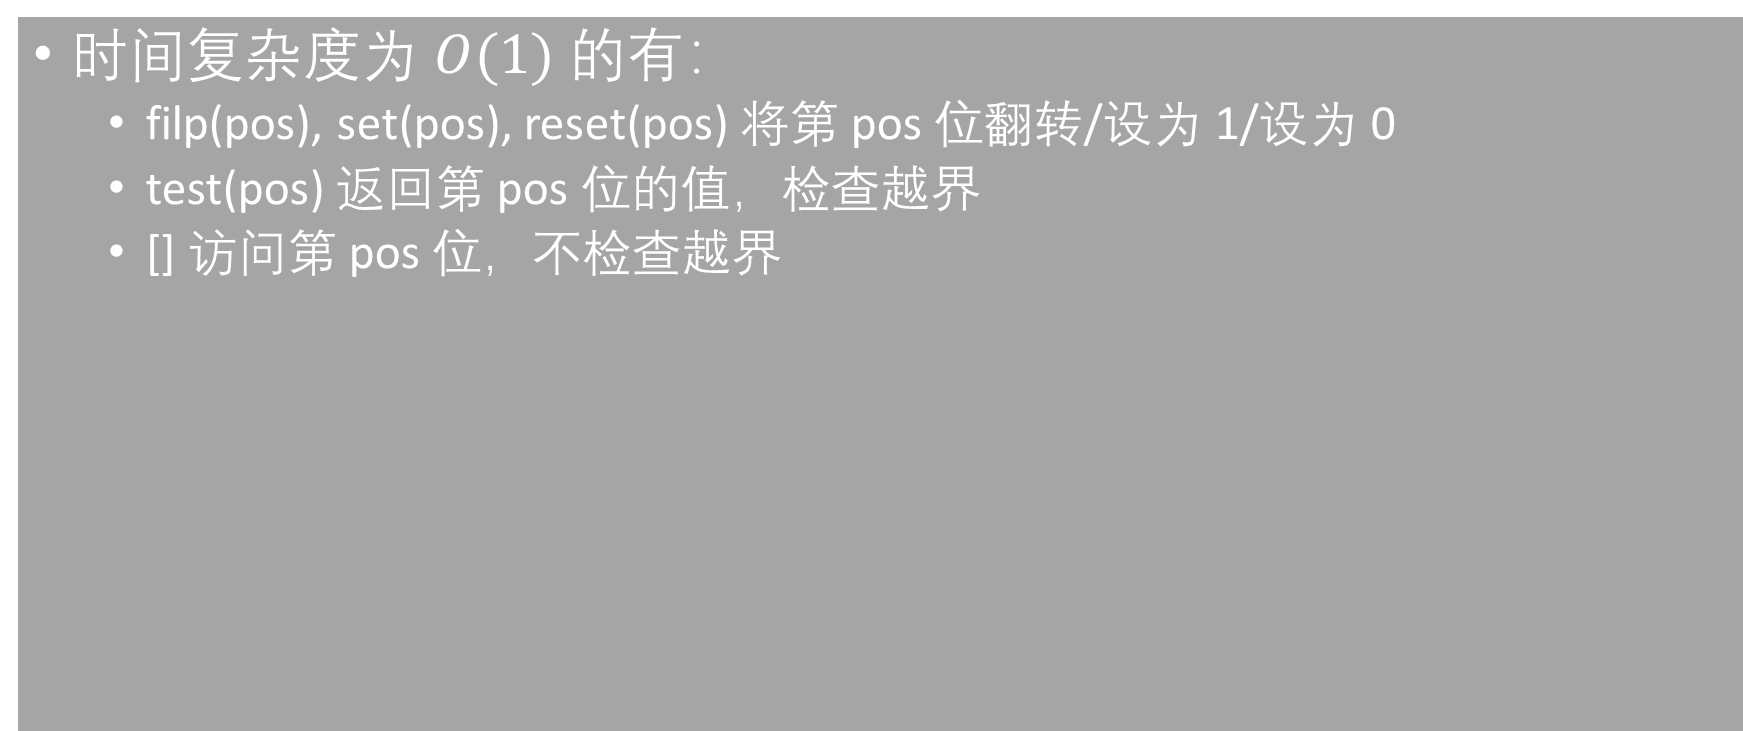 • 时间复杂度为 O(1) 的有：
• filp(pos), set(pos), reset(pos) 将第 pos 位翻转/设为 1/设为 0
• test(pos) 返回第 pos 位的值，检查越界
• [] 访问第 pos 位，不检查越界